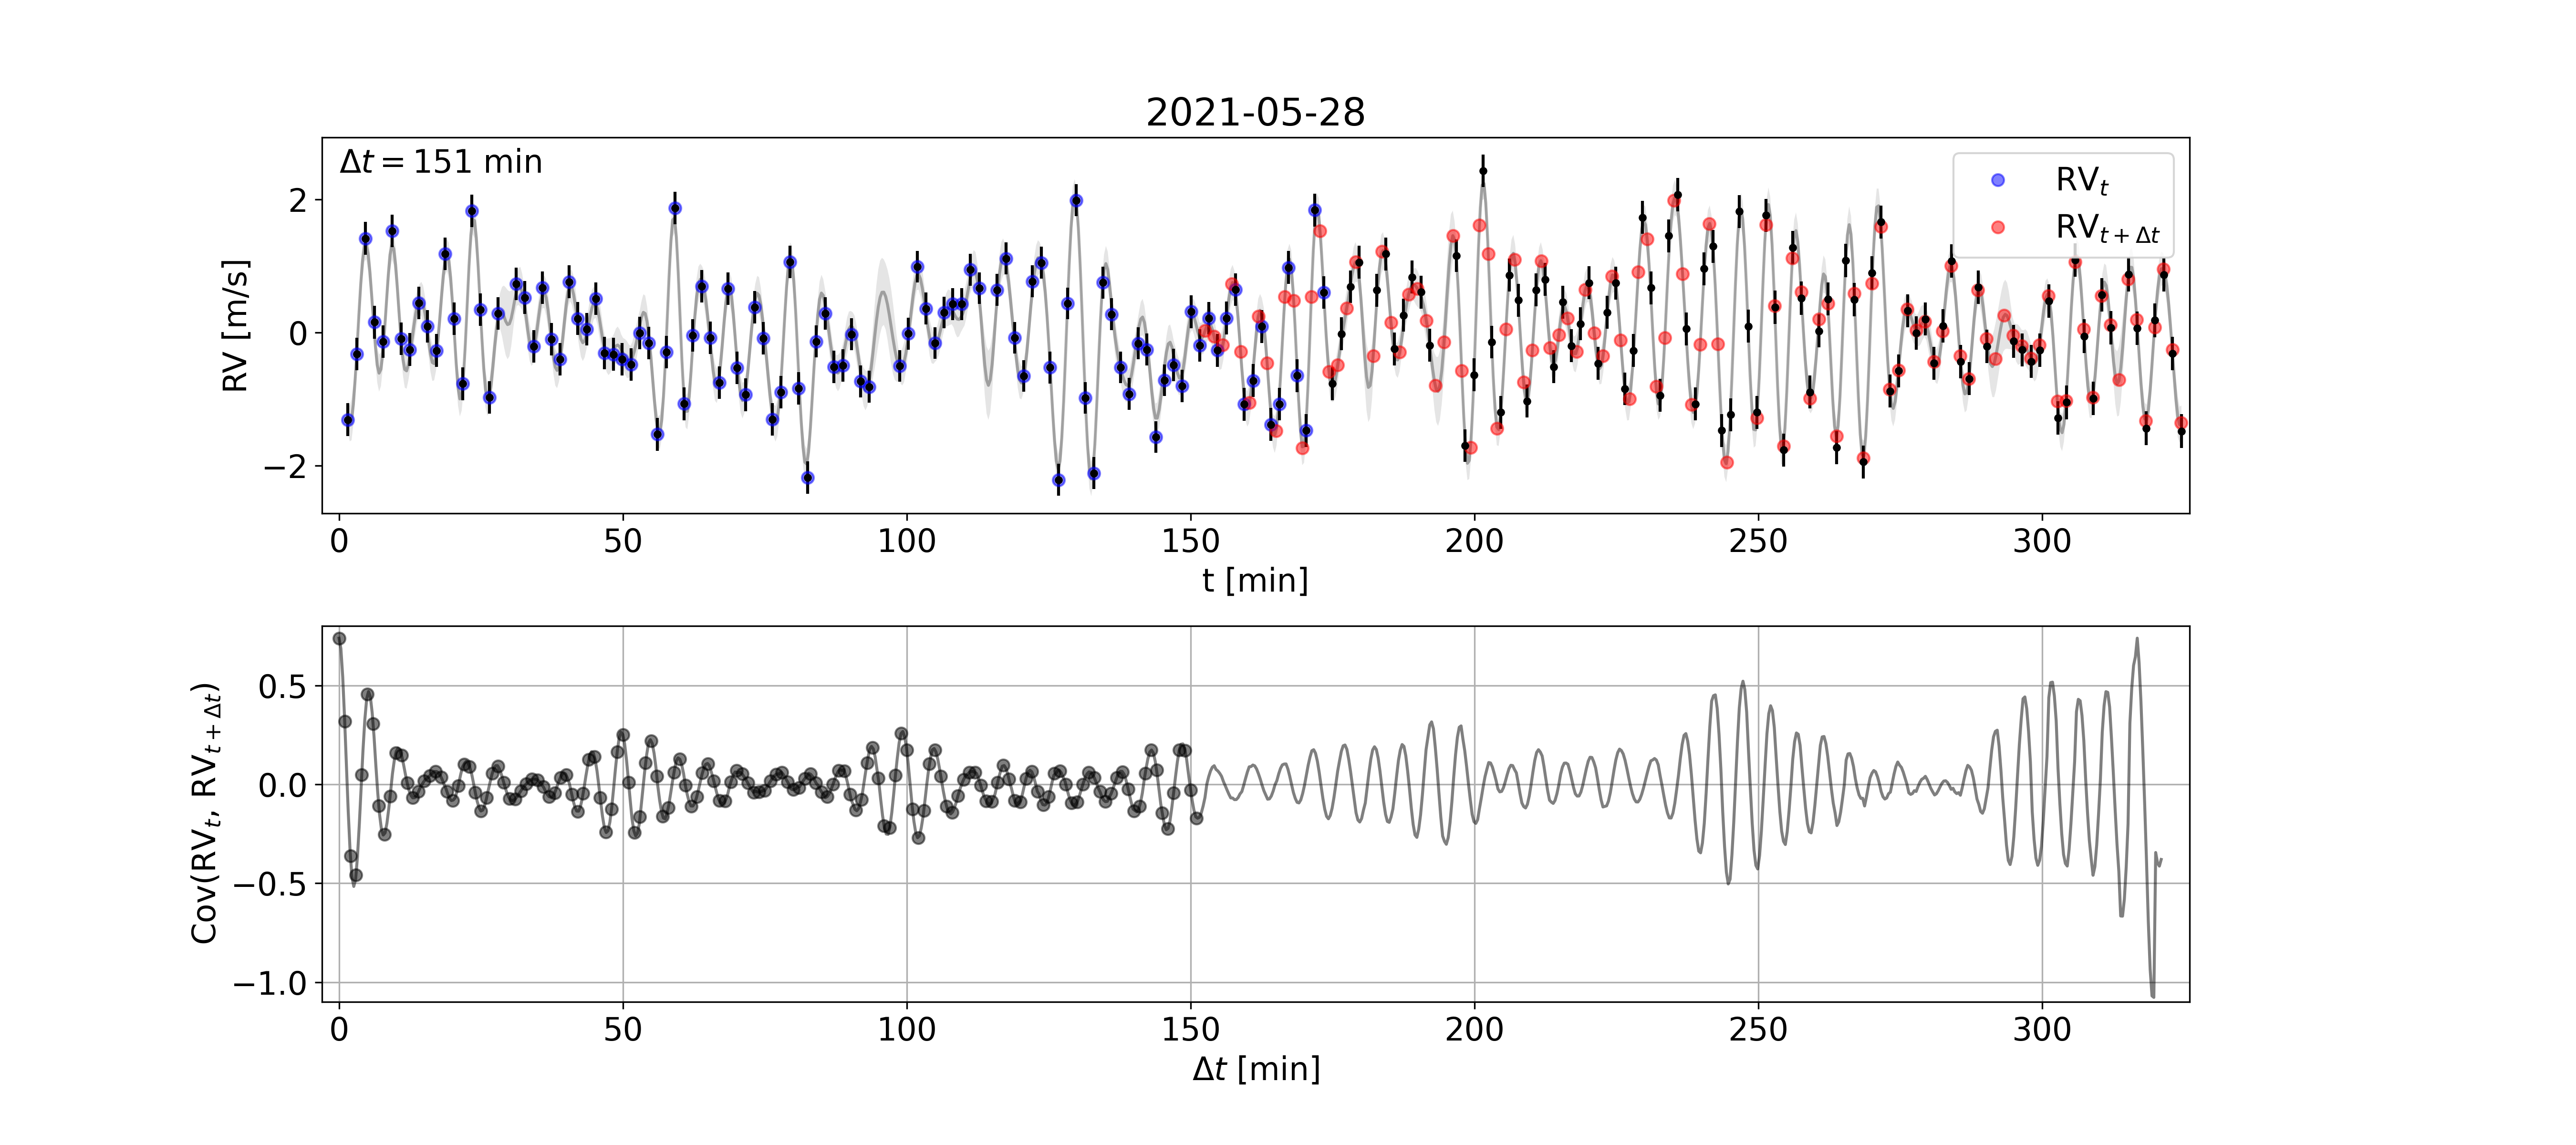 2021-05-28
Δt = 151 min
RV_t
RV_{t+Δt}
RV [m/s]
2
0
−2
0 50 100 150 200 250 300
t [min]
Cov(RV_t, RV_{t+Δt})
0.5
0.0
−0.5
−1.0
0 50 100 150 200 250 300
Δt [min]